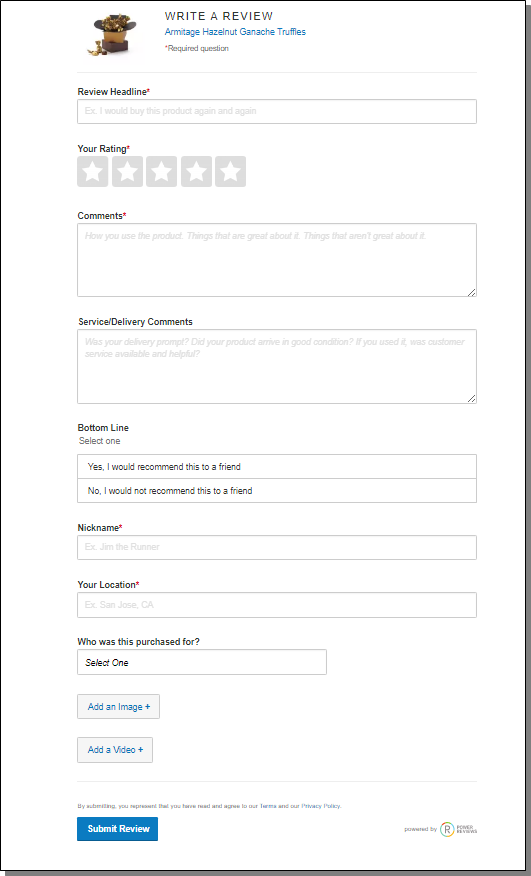 WRITE A REVIEW
Armitage Hazelnut Ganache Truffles
*Required question
Review Headline*
Ex. I would buy this product again and again
Your Rating*
Comments*
How you use the product. Things that are great about it. Things that aren't great about it.
Service/Delivery Comments
Was your delivery prompt? Did your product arrive in good condition? If you used it, was customer
service available and helpful?
Bottom Line
Select one
Yes, I would recommend this to a friend
No, I would not recommend this to a friend
Nickname*
Ex. Jim the Runner
Your Location*
Ex. San Jose, CA
Who was this purchased for?
Select One
Add an Image +
Add a Video +
By submitting, you represent that you have read and agree to our Terms and our Privacy Policy.
Submit Review
powered by R POWER
REVIEWS